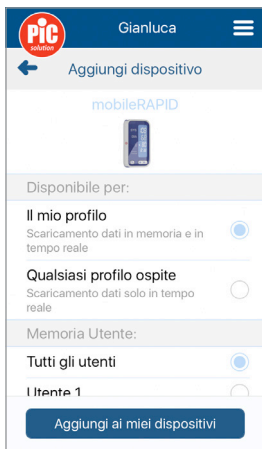 PiC
solution
Gianluca
Aggiungi dispositivo
mobileRAPID
Disponibile per:
Il mio profilo
Scaricamento dati in memoria e in
tempo reale
Qualsiasi profilo ospite
Scaricamento dati solo in tempo
reale
Memoria Utente:
Tutti gli utenti
Utente 1
Aggiungi ai miei dispositivi